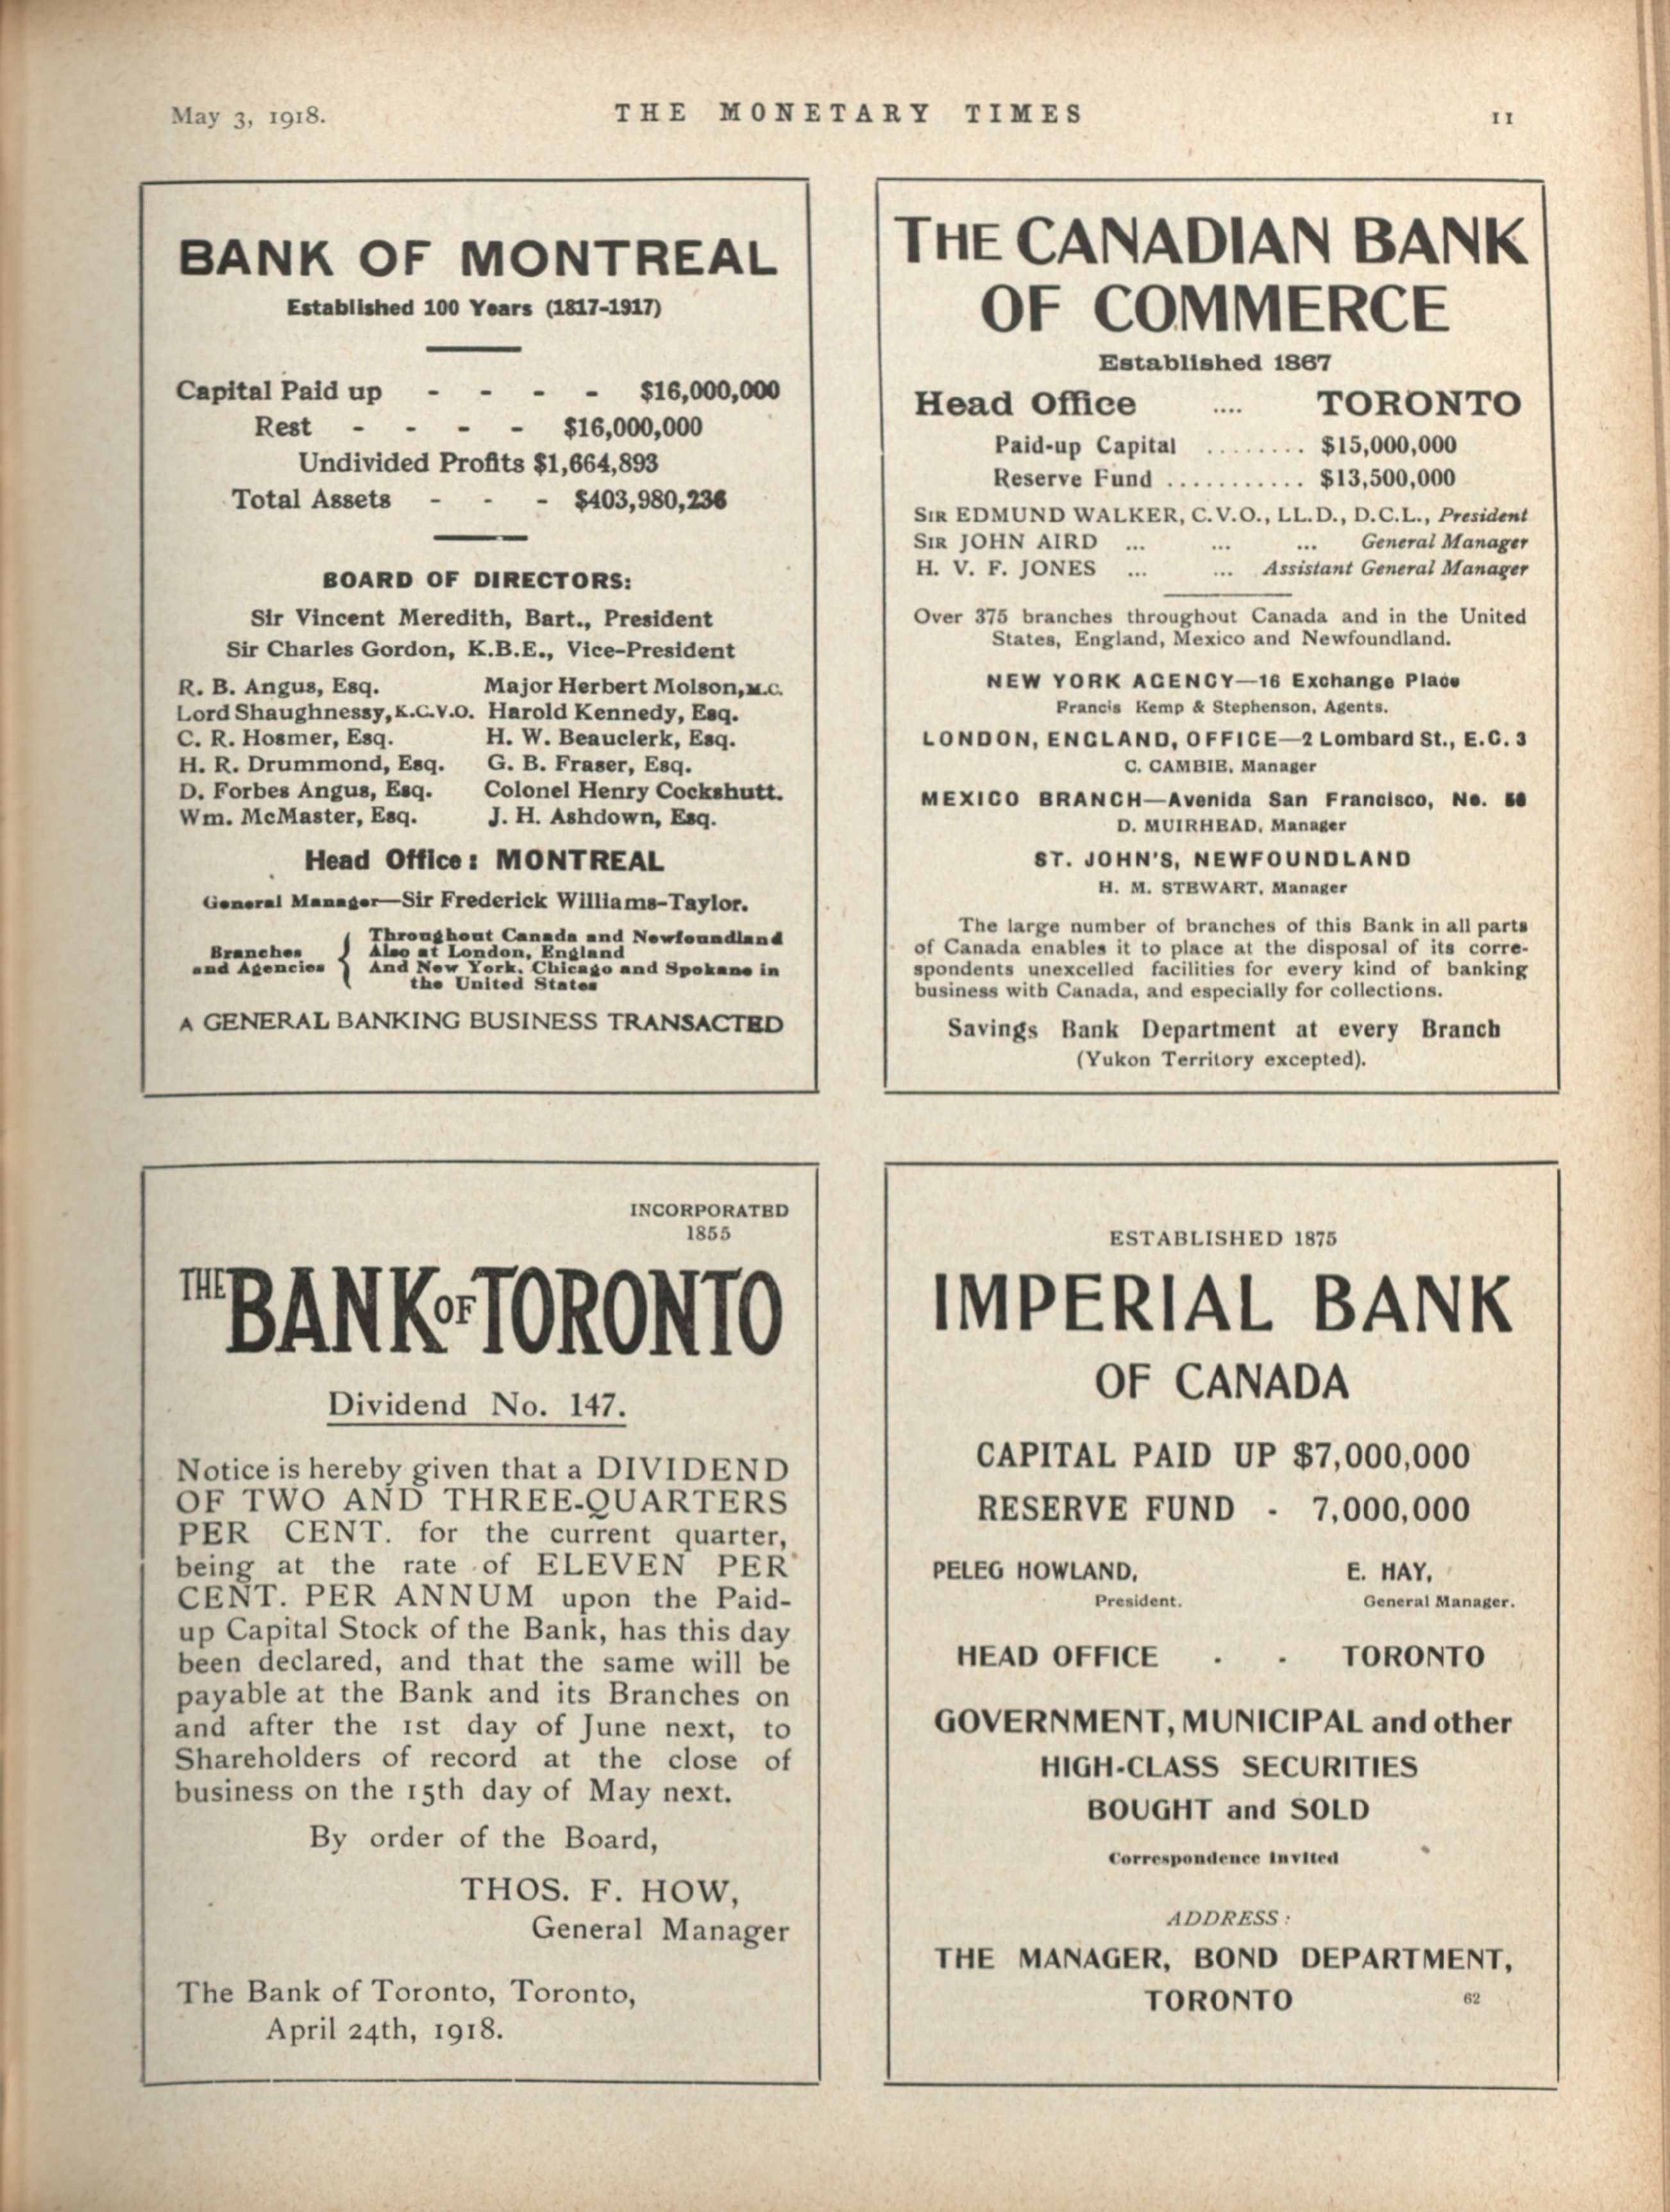 May 3, 1918.
THE MONETARY TIMES
11
BANK OF MONTREAL
Established 100 Years (1817-1917)
Capital Paid up - - - - $16,000,000
Rest - - - - $16,000,000
Undivided Profits $1,664,893
Total Assets - - - $403,980,236
BOARD OF DIRECTORS:
Sir Vincent Meredith, Bart., President
Sir Charles Gordon, K.B.E., Vice-President
R. B. Angus, Esq. Major Herbert Molson, M.C.
Lord Shaughnessy, K.C.V.O. Harold Kennedy, Esq.
C. R. Hosmer, Esq. H. W. Beauclerk, Esq.
H. R. Drummond, Esq. G. B. Fraser, Esq.
D. Forbes Angus, Esq. Colonel Henry Cockshutt.
Wm. McMaster, Esq. J. H. Ashdown, Esq.
Head Office: MONTREAL
General Manager—Sir Frederick Williams-Taylor.
Branches and Agencies
Throughout Canada and Newfoundland
Also at London, England
And New York, Chicago and Spokane in
the United States
A GENERAL BANKING BUSINESS TRANSACTED
THE CANADIAN BANK
OF COMMERCE
Established 1867
Head Office .... TORONTO
Paid-up Capital ........ $15,000,000
Reserve Fund ........... $13,500,000
SIR EDMUND WALKER, C.V.O., LL.D., D.C.L., President
SIR JOHN AIRD ... ... ... General Manager
H. V. F. JONES ... ... Assistant General Manager
Over 375 branches throughout Canada and in the United
States, England, Mexico and Newfoundland.
NEW YORK AGENCY—16 Exchange Place
Francis Kemp & Stephenson, Agents.
LONDON, ENGLAND, OFFICE—2 Lombard St., E.C. 3
C. CAMBIE, Manager
MEXICO BRANCH—Avenida San Francisco, No.
D. MUIRHEAD, Manager
ST. JOHN'S, NEWFOUNDLAND
H. M. STEWART, Manager
The large number of branches of this Bank in all parts
of Canada enables it to place at the disposal of its corre-
spondents unexcelled facilities for every kind of banking
business with Canada, and especially for collections.
Savings Bank Department at every Branch
(Yukon Territory excepted).
INCORPORATED
1855
THE BANK OF TORONTO
Dividend No. 147.
Notice is hereby given that a DIVIDEND
OF TWO AND THREE-QUARTERS
PER CENT. for the current quarter,
being at the rate of ELEVEN PER
CENT. PER ANNUM upon the Paid-
up Capital Stock of the Bank, has this day
been declared, and that the same will be
payable at the Bank and its Branches on
and after the 1st day of June next, to
Shareholders of record at the close of
business on the 15th day of May next.
By order of the Board,
THOS. F. HOW,
General Manager
The Bank of Toronto, Toronto,
April 24th, 1918.
ESTABLISHED 1875
IMPERIAL BANK
OF CANADA
CAPITAL PAID UP $7,000,000
RESERVE FUND - 7,000,000
PELEG HOWLAND, E. HAY,
President. General Manager.
HEAD OFFICE . . TORONTO
GOVERNMENT, MUNICIPAL and other
HIGH-CLASS SECURITIES
BOUGHT and SOLD
Correspondence Invited
ADDRESS:
THE MANAGER, BOND DEPARTMENT,
TORONTO 62